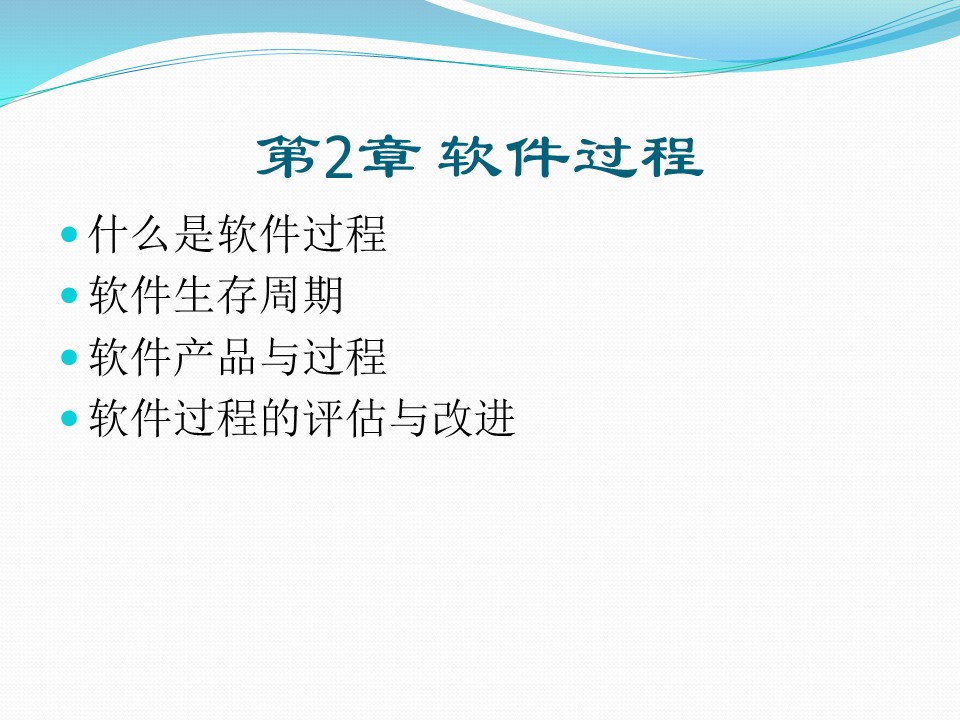 第2章 软件过程
什么是软件过程
软件生存周期
软件产品与过程
软件过程的评估与改进